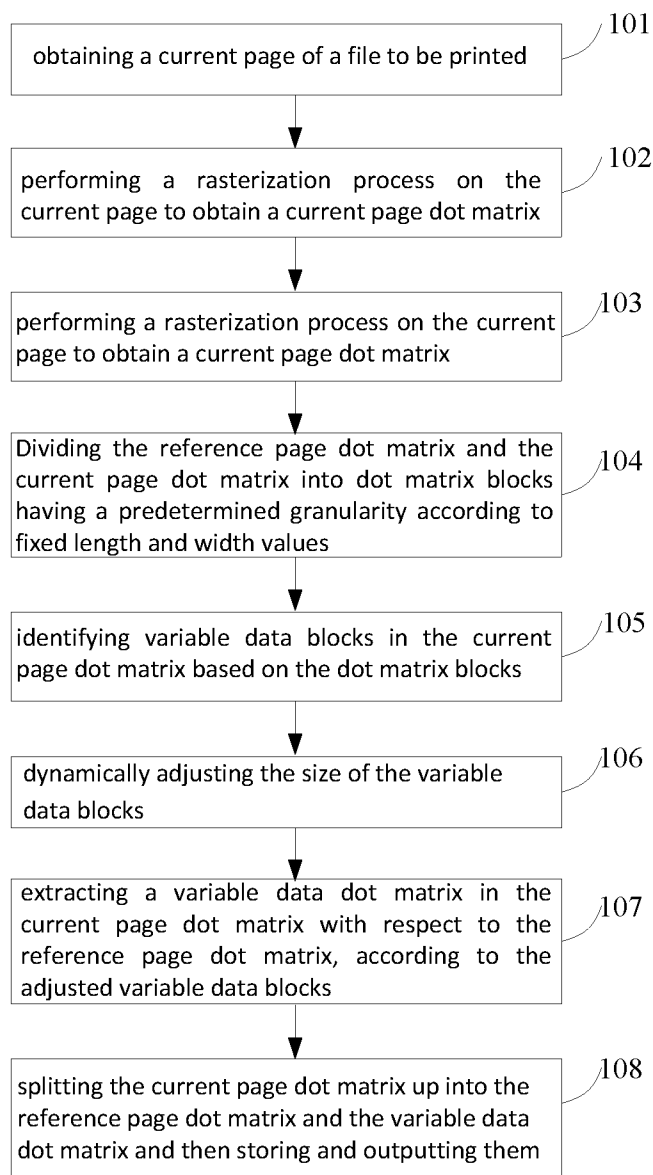 101
obtaining a current page of a file to be printed
102
performing a rasterization process on the
current page to obtain a current page dot matrix
103
performing a rasterization process on the current
page to obtain a current page dot matrix
104
Dividing the reference page dot matrix and the
current page dot matrix into dot matrix blocks
having a predetermined granularity according to
fixed length and width values
105
identifying variable data blocks in the current
page dot matrix based on the dot matrix blocks
106
dynamically adjusting the size of the variable
data blocks
107
extracting a variable data dot matrix in the
current page dot matrix with respect to the
reference page dot matrix, according to the
adjusted variable data blocks
108
splitting the current page dot matrix up into the
reference page dot matrix and the variable data
dot matrix and then storing and outputting them